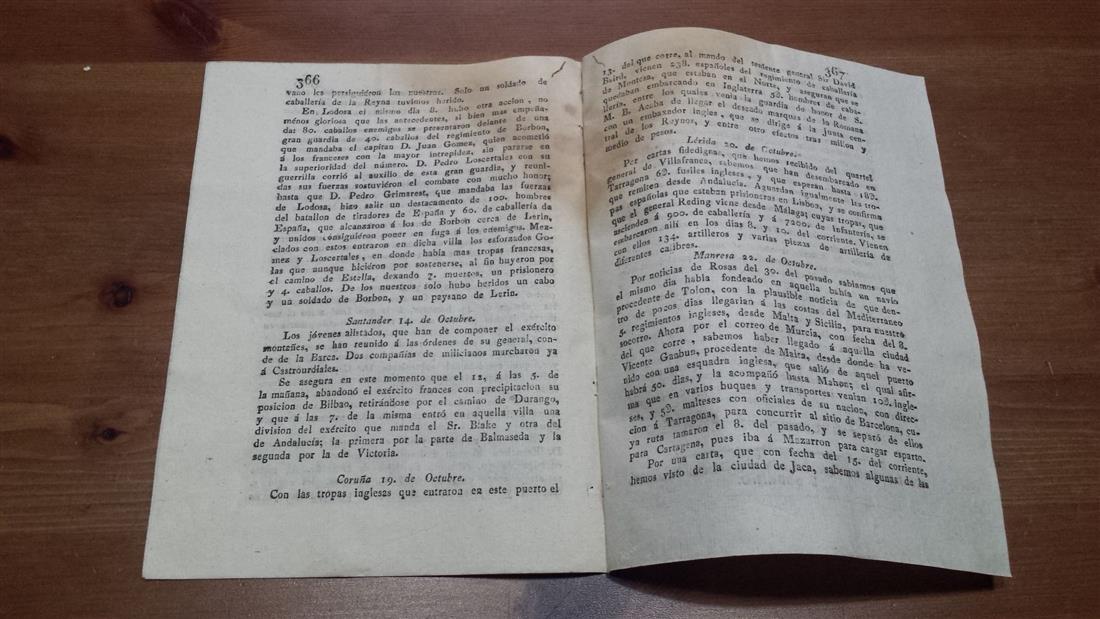 366
vano les persiguiéron los nuestros. Solo un soldado de
caballería de la Reyna tuvimos herido.
En Lodosa el mismo dia 8. hubo otra accion, no
ménos gloriosa que las antecedentes, si bien mas empeña-
da: 80. caballos enemigos se presentaron delante de una
gran guardia de 40. caballos del regimiento de Borbon,
que mandaba el capitan D. Juan Gomez, quien acometió
á los franceses con la mayor intrepidez, sin pararse en
la superioridad del número. D. Pedro Loscertales con su
guerrilla corrió al auxîlio de esta gran guardia, y reuni-
das sus fuerzas sostuviéron el combate con mucho honor;
hasta que D. Pedro Grimarest, que mandaba las fuerzas
de Lodosa, hizo salir un destacamento de 100. hombres
del batallon de tiradores de España y 60. de caballería de
España, que alcanzaron á los de Borbon cerca de Lerin,
y unidos consiguiéron poner en fuga á los enemigos. Mez-
clados con estos entraron en dicha villa los esforzados Go-
mez y Loscertales, en donde había mas tropas francesas,
las que aunque hiciéron por sostenerse, al fin huyeron por
el camino de Estella, dexando 7. muertos, un prisionero
y 4. caballos. De los nuestros solo hubo heridos un cabo
y un soldado de Borbon, y un paysano de Lerin.
Santander 14. de Octubre.
Los jóvenes alistados, que han de componer el exército
montañes, se han reunido á las órdenes de su general, con-
de de la Barca. Dos compañías de milicianos marcharon ya
á Castrourdiales.
Se asegura en este momento que el 12, á las 5. de
la mañana, abandonó el exército frances con precipitacion su
posicion de Bilbao, retirándose por el camino de Durango,
y que á las 7. de la misma entró en aquella villa una
division del exército que manda el Sr. Blake y otra del
de Andalucía; la primera por la parte de Balmaseda y la
segunda por la de Victoria.
Coruña 19. de Octubre.
Con las tropas inglesas que entraron en este puerto el
367
13. del que corre, al mando del teniente general Sir David
Baird, vienen 238. españoles del regimiento de caballería
de Montesa, que estaban en el Norte, y aseguran que se
quedaban embarcando en Inglaterra 5 hombres de caba-
llería, entre los quales venia la guardia de honor de S.
M. B. Acaba de llegar el deseado marques de la Romana
con un embaxador ingles, que se dirige á la junta cen-
tral de los Reynos, y entre otro efectos tras millon y
medio de pesos.
Lérida 20. de Octubre.
Por cartas fidedignas, que hemos recibido del quartel
general de Villafranca, sabemos que han desembarcado en
Tarragona 6 fusiles ingleses, y que esperan hasta 18
que remiten desde Andalucía. Aguardan igualmente las tro-
pas españolas que estaban prisioneras en Lisboa, y se confirma
que el general Reding viene desde Málaga; cuyas tropas, que
ascienden á 900. de caballería y á 7200. de infantería, se
embarcaron allí en los dias 8. y 10. del corriente. Vienen
con ellos 134. artilleros y varias piezas de artillería de
diferentes calibres.
Manresa 22. de Octubre.
Por noticias de Rosas del 30. del pasado sabiamos que
el mismo dia habia fondeado en aquella bahía un navío
procedente de Tolon, con la plausible noticia de que den-
tro de pocos dias llegarian á las costas del Mediterráneo
5. regimientos ingleses, desde Malta y Sicilia, para nuestro
socorro. Ahora por el correo de Murcia, con fecha del 8.
del que corre, sabemos haber llegado á aquella ciudad
Vicente Gaubun, procedente de Malta, desde donde ha ve-
nido con una esquadra inglesa, que salió de aquel puerto
habrá 50. dias, y la acompañó hasta Mahon; el qual afir-
ma que en varios buques y transportes venian 10 ingle-
ses, y 5 malteses con oficiales de su nacion, con direc-
cion á Tarragona, para concurrir al sitio de Barcelona, cu-
ya ruta tomaron el 8. del pasado, y se separó de ellos
para Cartagena, pues iba á Mazarron para cargar esparto.
Por una carta, que con fecha del 15. del corriente,
hemos visto de la ciudad de Jaca, sabemos algunas de las